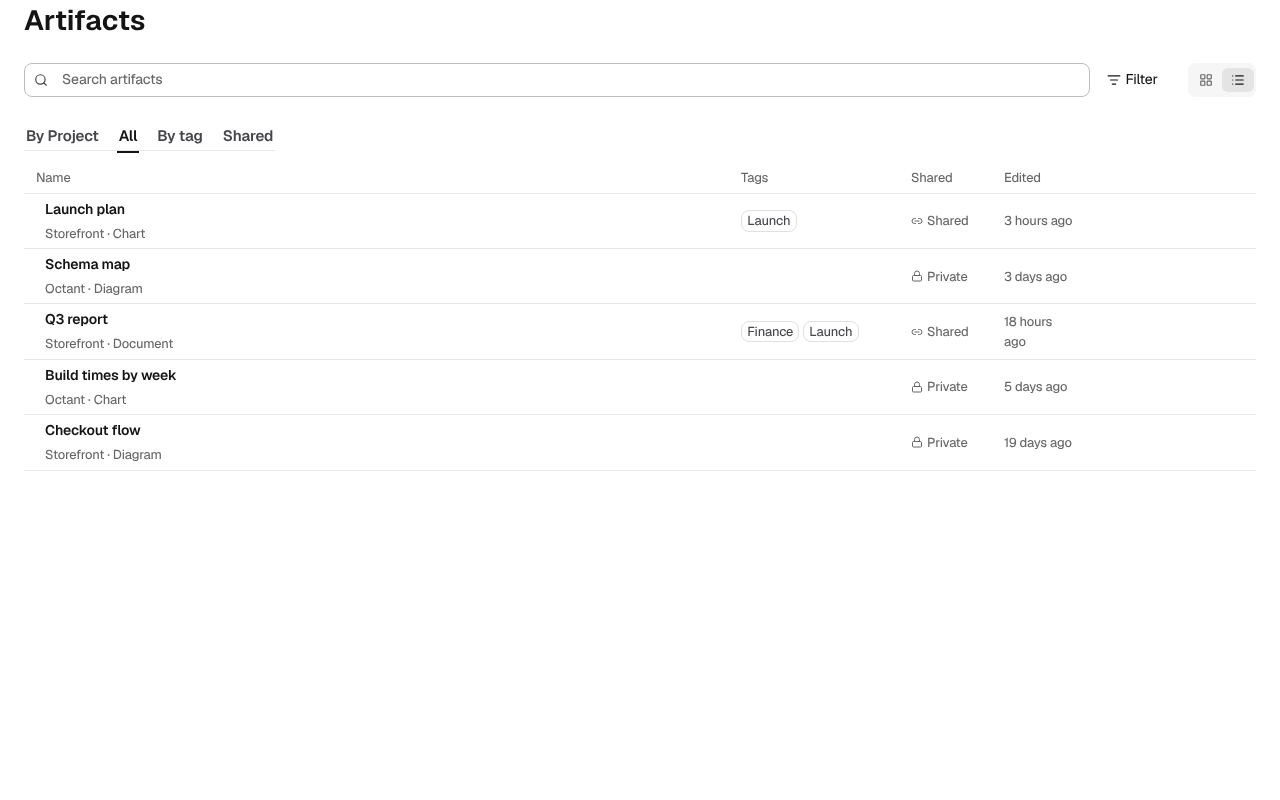 Artifacts
Search artifacts
Filter
By Project All By tag Shared
Name Tags Shared Edited
Launch plan
Storefront · Chart
Launch Shared 3 hours ago
Schema map
Octant · Diagram
Private 3 days ago
Q3 report
Storefront · Document
Finance Launch Shared 18 hours
ago
Build times by week
Octant · Chart
Private 5 days ago
Checkout flow
Storefront · Diagram
Private 19 days ago